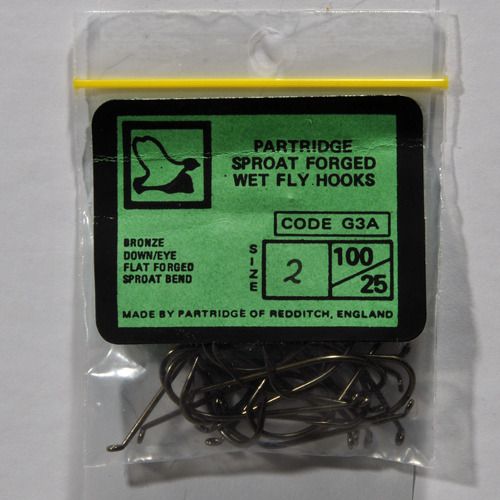 PARTRIDGE
SPROAT FORGED
WET FLY HOOKS
CODE G3A
BRONZE
DOWN/EYE
FLAT FORGED
SPROAT BEND
SIZE
2
100/25
MADE BY PARTRIDGE OF REDDITCH, ENGLAND